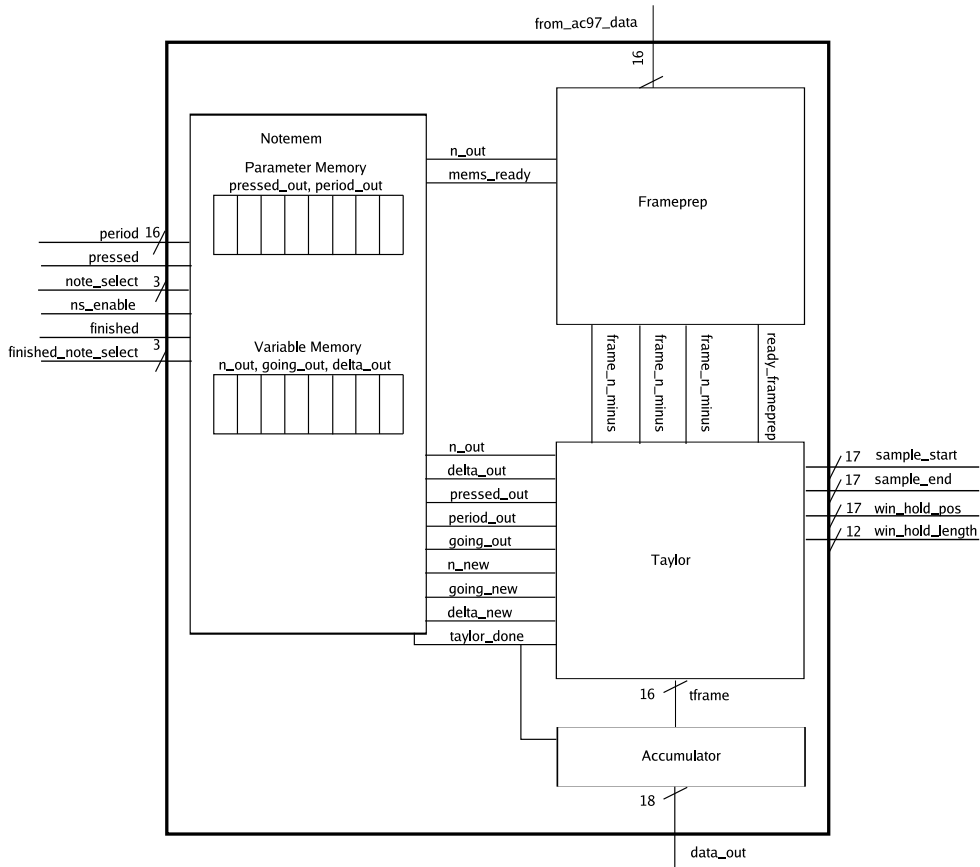 from_ac97_data
16
Notemem
Parameter Memory
pressed_out, period_out
n_out
mems_ready
Frameprep
period 16
pressed
note_select 3
ns_enable
finished
finished_note_select 3
Variable Memory
n_out, going_out, delta_out
frame_n_minus
frame_n_minus
frame_n_minus
ready_frameprep
n_out
delta_out
pressed_out
period_out
going_out
n_new
going_new
delta_new
taylor_done
Taylor
17 sample_start
17 sample_end
17 win_hold_pos
12 win_hold_length
16 tframe
Accumulator
18
data_out